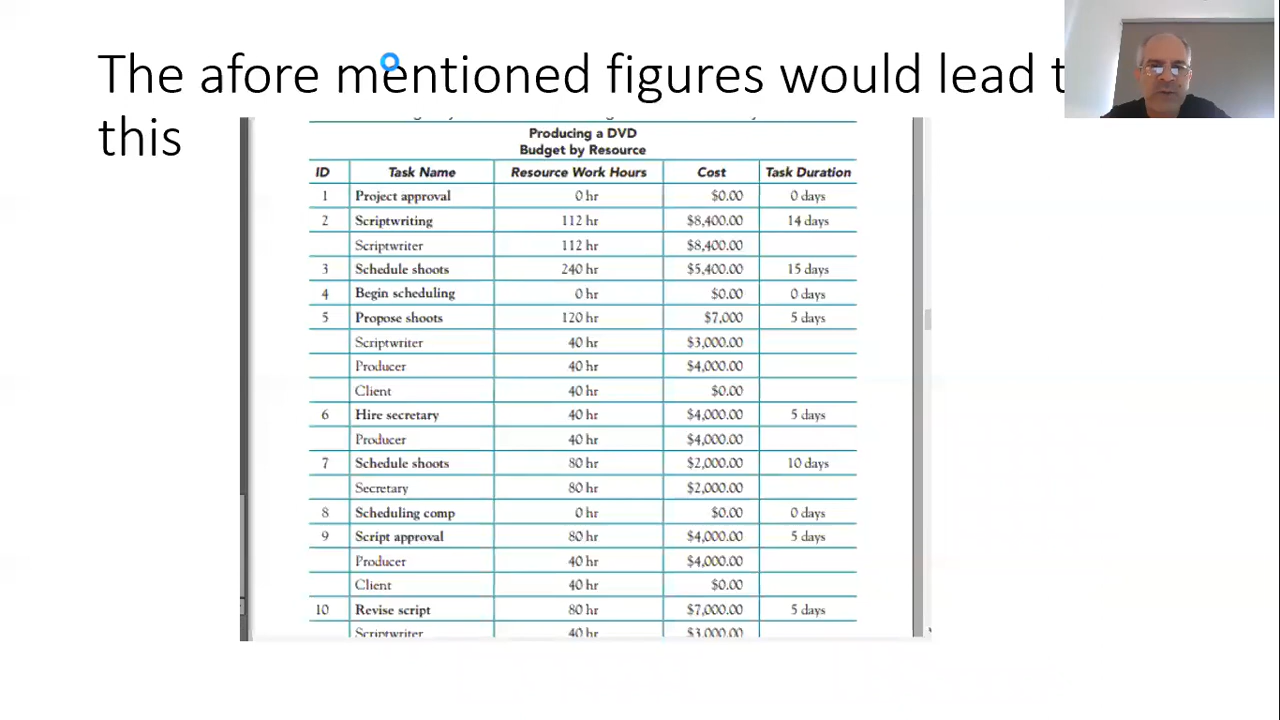 The afore mentioned figures would lead
this
Producing a DVD
Budget by Resource
ID Task Name Resource Work Hours Cost Task Duration
1 Project approval 0 hr $0.00 0 days
2 Scriptwriting 112 hr $8,400.00 14 days
Scriptwriter 112 hr $8,400.00
3 Schedule shoots 240 hr $5,400.00 15 days
4 Begin scheduling 0 hr $0.00 0 days
5 Propose shoots 120 hr $7,000 5 days
Scriptwriter 40 hr $3,000.00
Producer 40 hr $4,000.00
Client 40 hr $0.00
6 Hire secretary 40 hr $4,000.00 5 days
Producer 40 hr $4,000.00
7 Schedule shoots 80 hr $2,000.00 10 days
Secretary 80 hr $2,000.00
8 Scheduling comp 0 hr $0.00 0 days
9 Script approval 80 hr $4,000.00 5 days
Producer 40 hr $4,000.00
Client 40 hr $0.00
10 Revise script 80 hr $7,000.00 5 days
Scriptwriter 40 hr $3,000.00